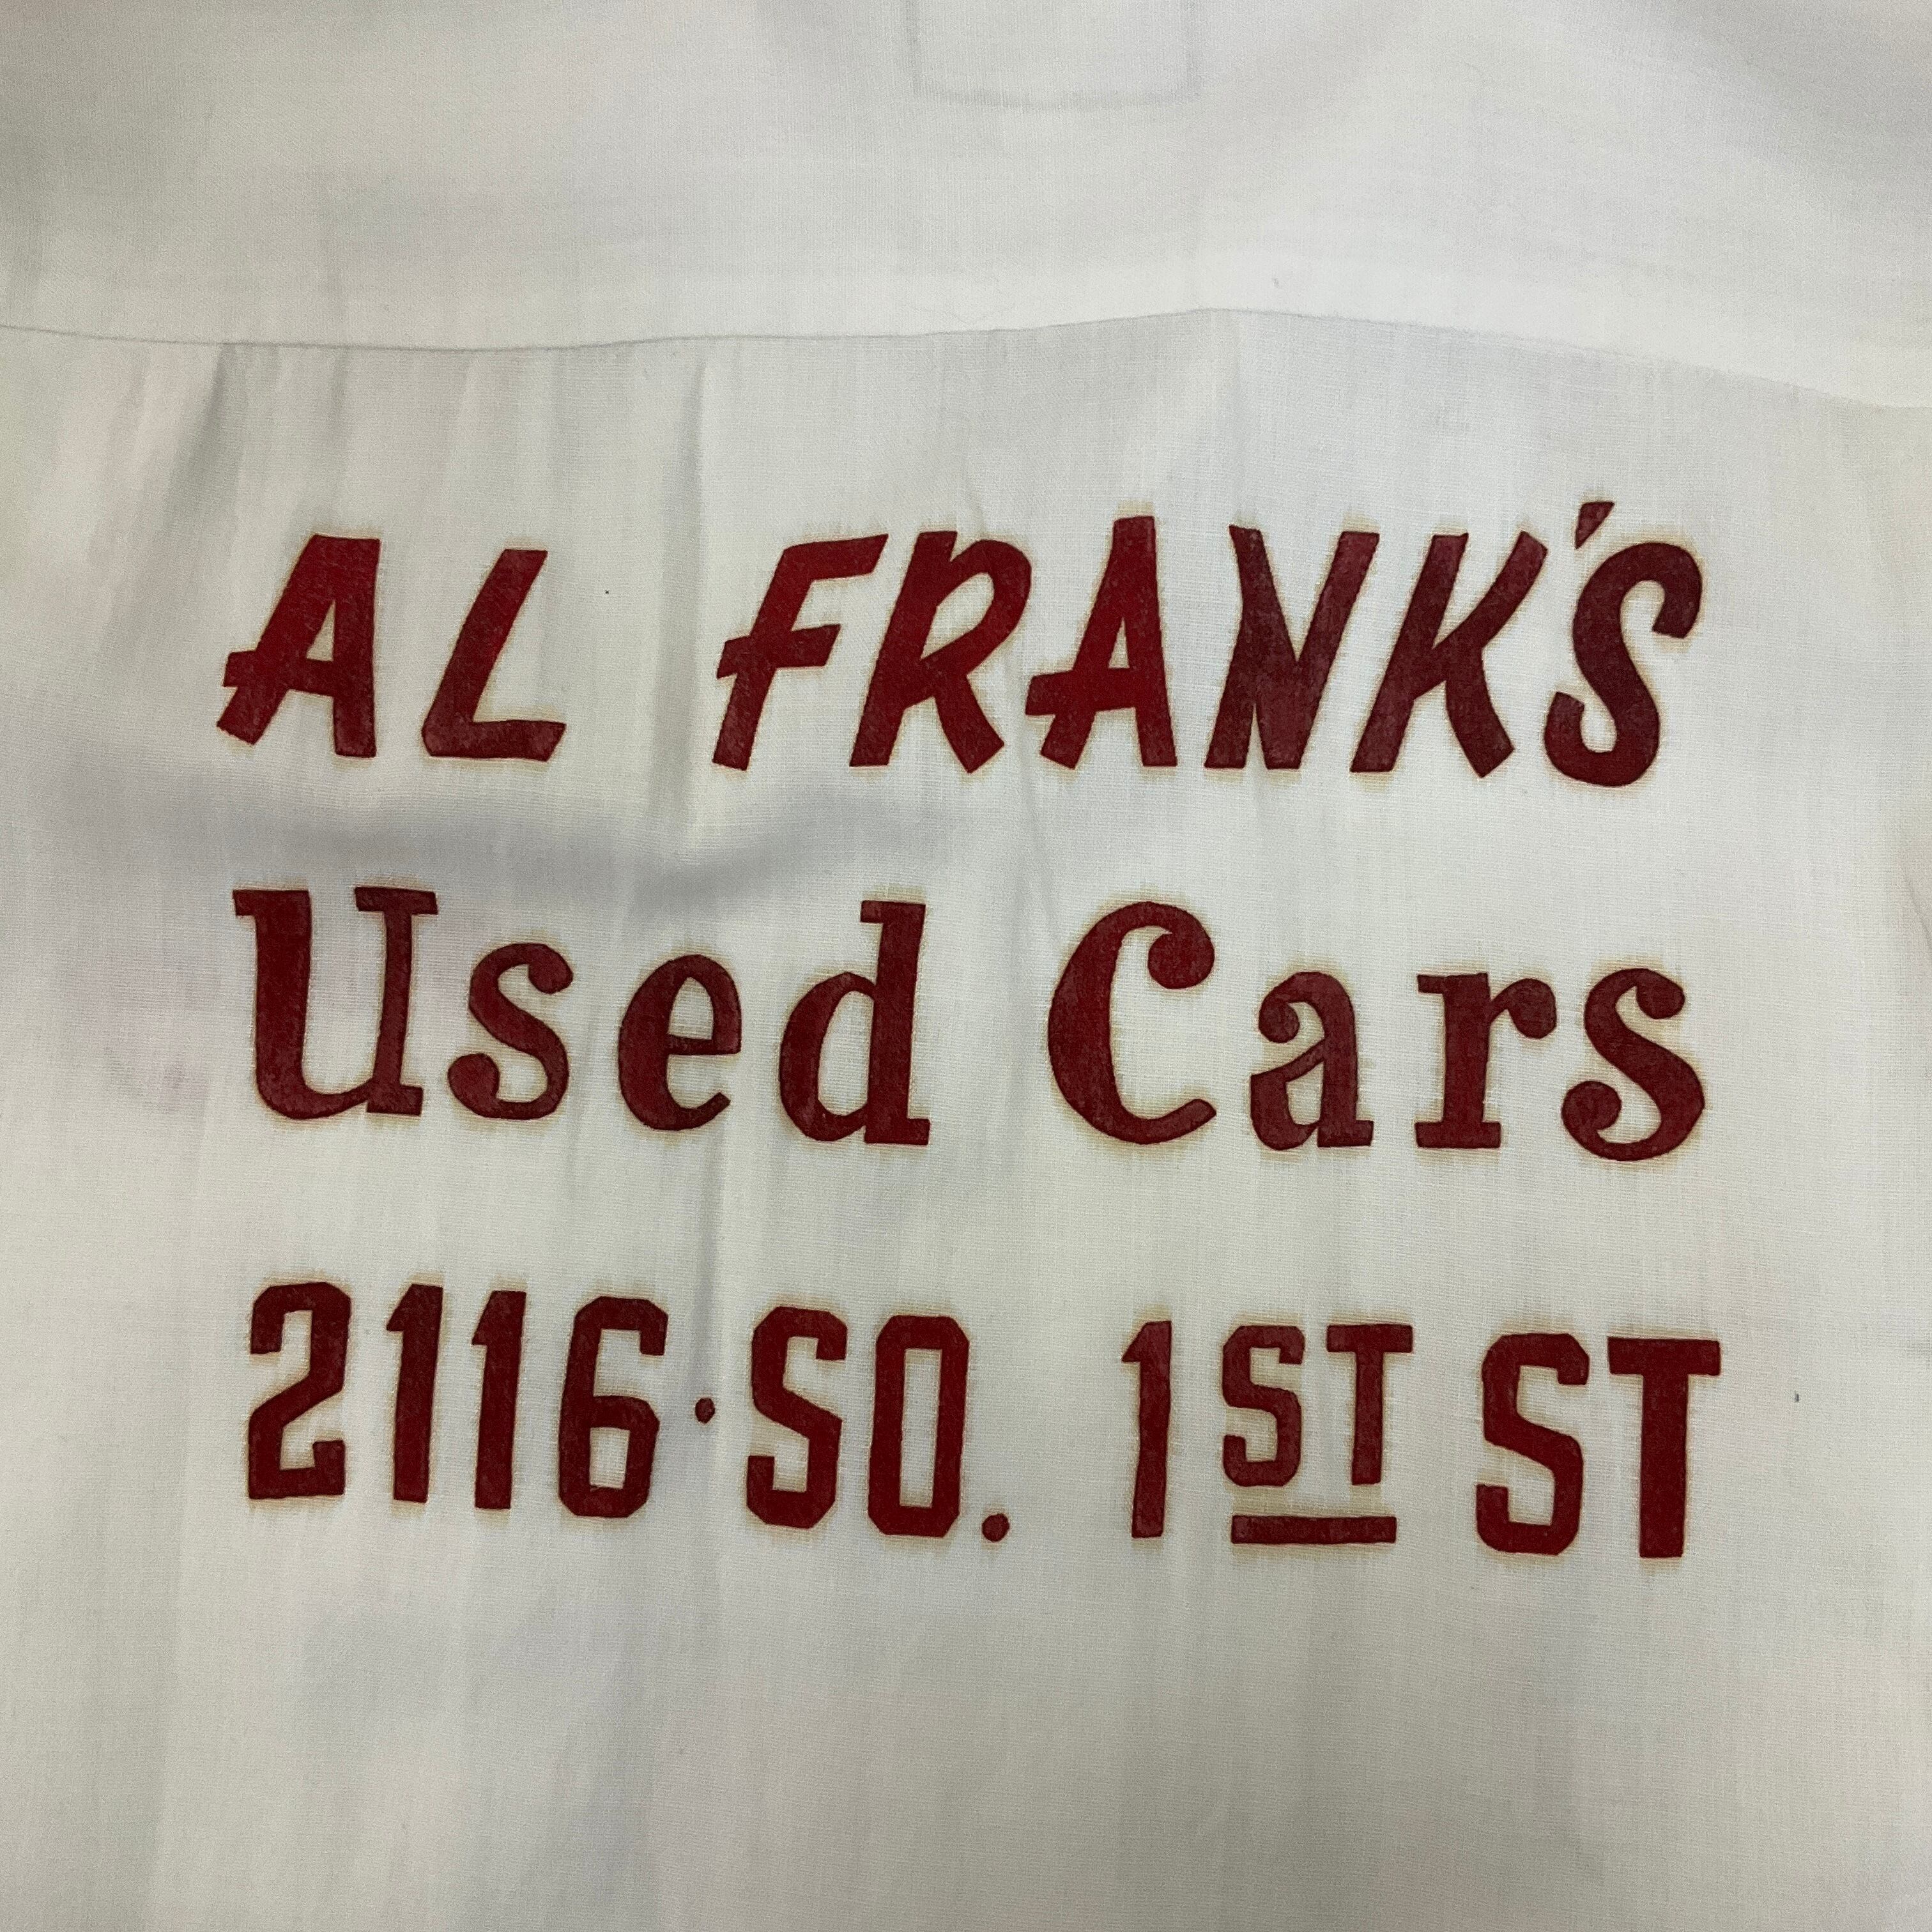 AL FRANK'S
Used Cars
2116·SO. 1ST ST